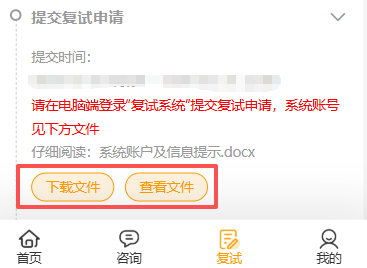 提交复试申请
提交时间：
请在电脑端登录“复试系统”提交复试申请，系统账号
见下方文件
仔细阅读：系统账户及信息提示.docx
下载文件
查看文件
首页
咨询
复试
我的